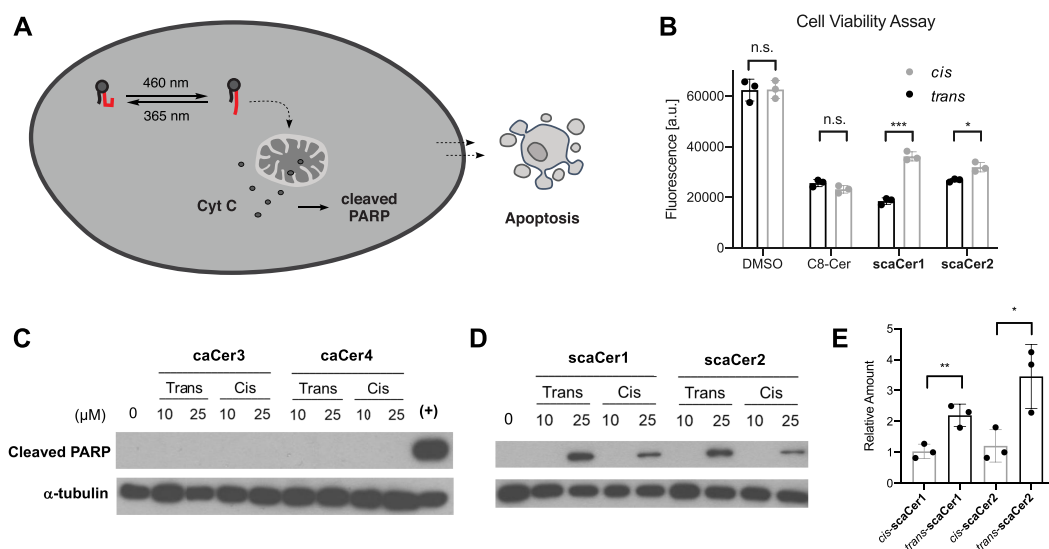 A
460 nm
365 nm
Cyt C
cleaved
PARP
Apoptosis
B
Cell Viability Assay
Fluorescence [a.u.]
60000
40000
20000
0
n.s.
n.s.
***
*
cis
trans
DMSO
C8-Cer
scaCer1
scaCer2
C
caCer3
caCer4
Trans
Cis
Trans
Cis
(µM)
0
10
25
10
25
10
25
10
25
(+)
Cleaved PARP
α-tubulin
D
scaCer1
scaCer2
Trans
Cis
Trans
Cis
0
10
25
10
25
10
25
10
25
E
Relative Amount
5
4
3
2
1
0
**
*
cis-scaCer1
trans-scaCer1
cis-scaCer2
trans-scaCer2